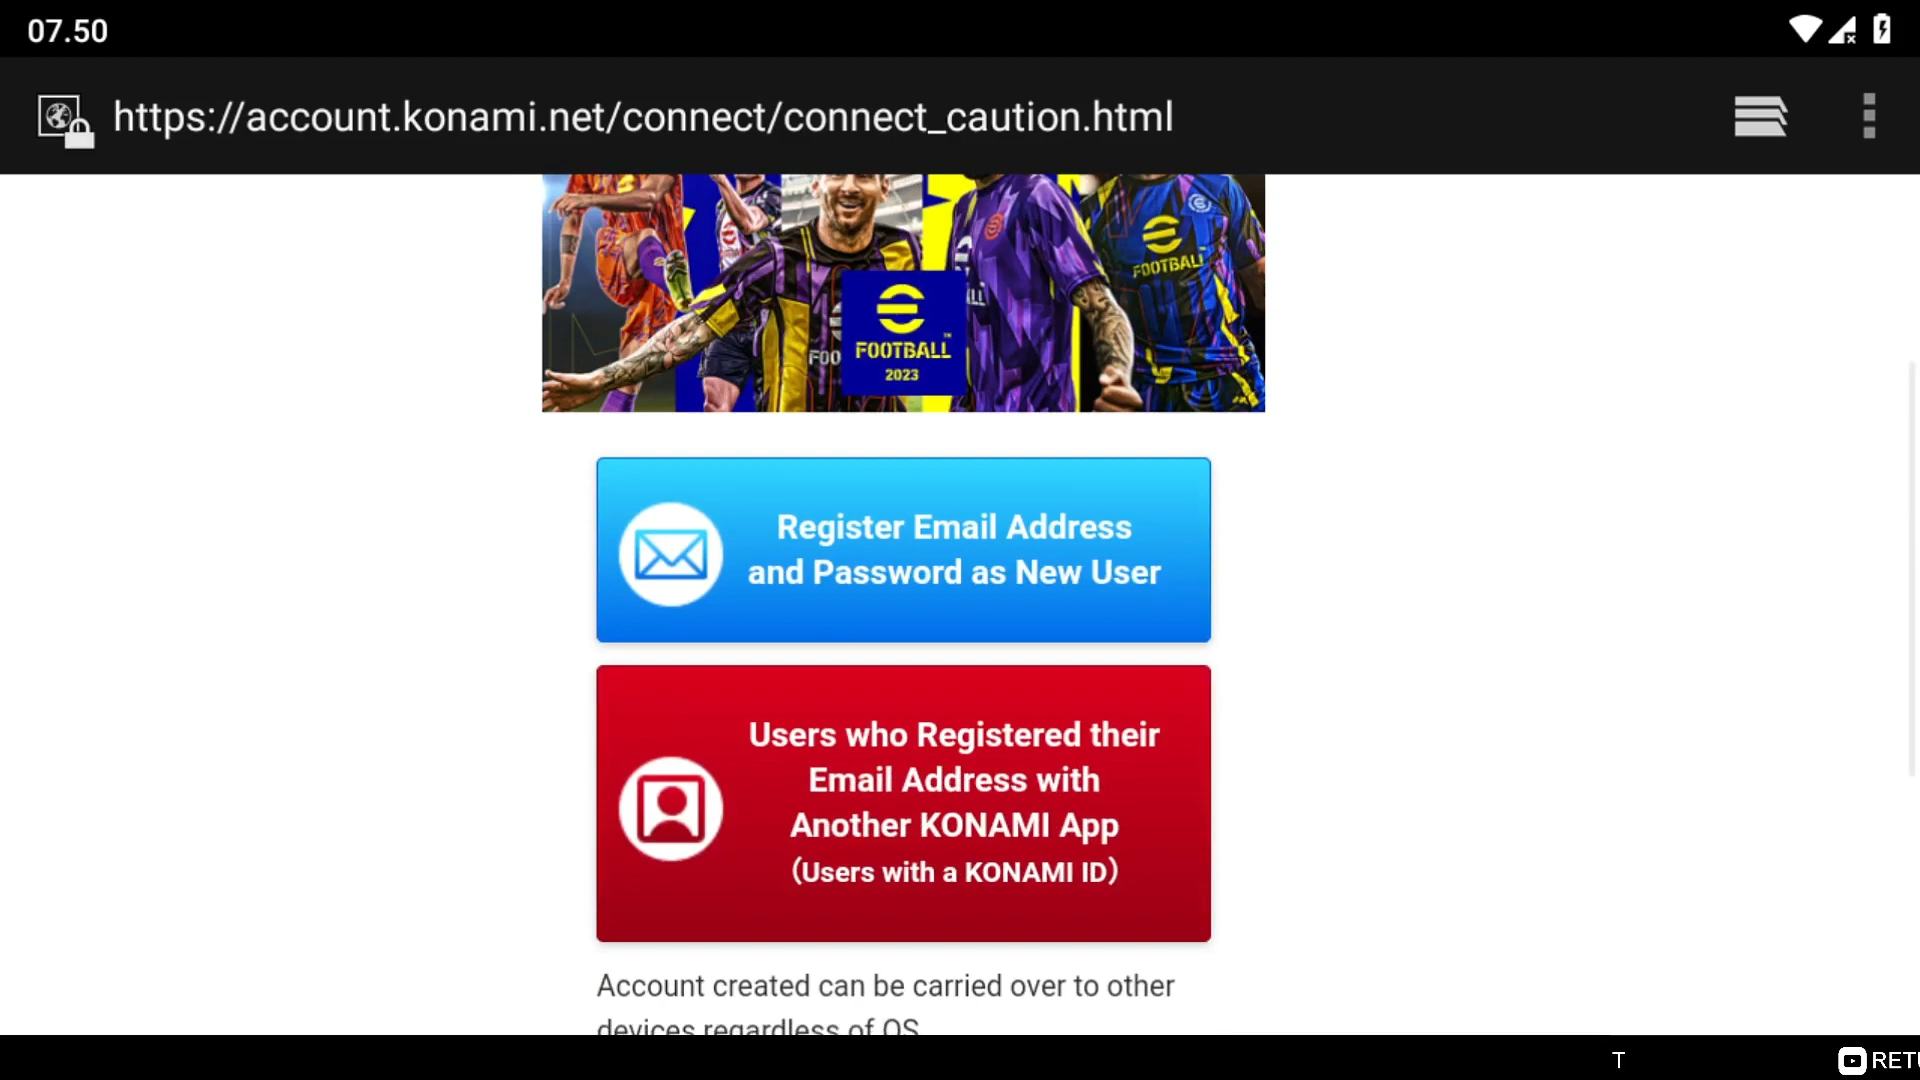 07.50
https://account.konami.net/connect/connect_caution.html
FOOTBALL
FOOTBALL™
2023
Register Email Address
and Password as New User
Users who Registered their
Email Address with
Another KONAMI App
(Users with a KONAMI ID)
Account created can be carried over to other
devices regardless of OS
T
RETU